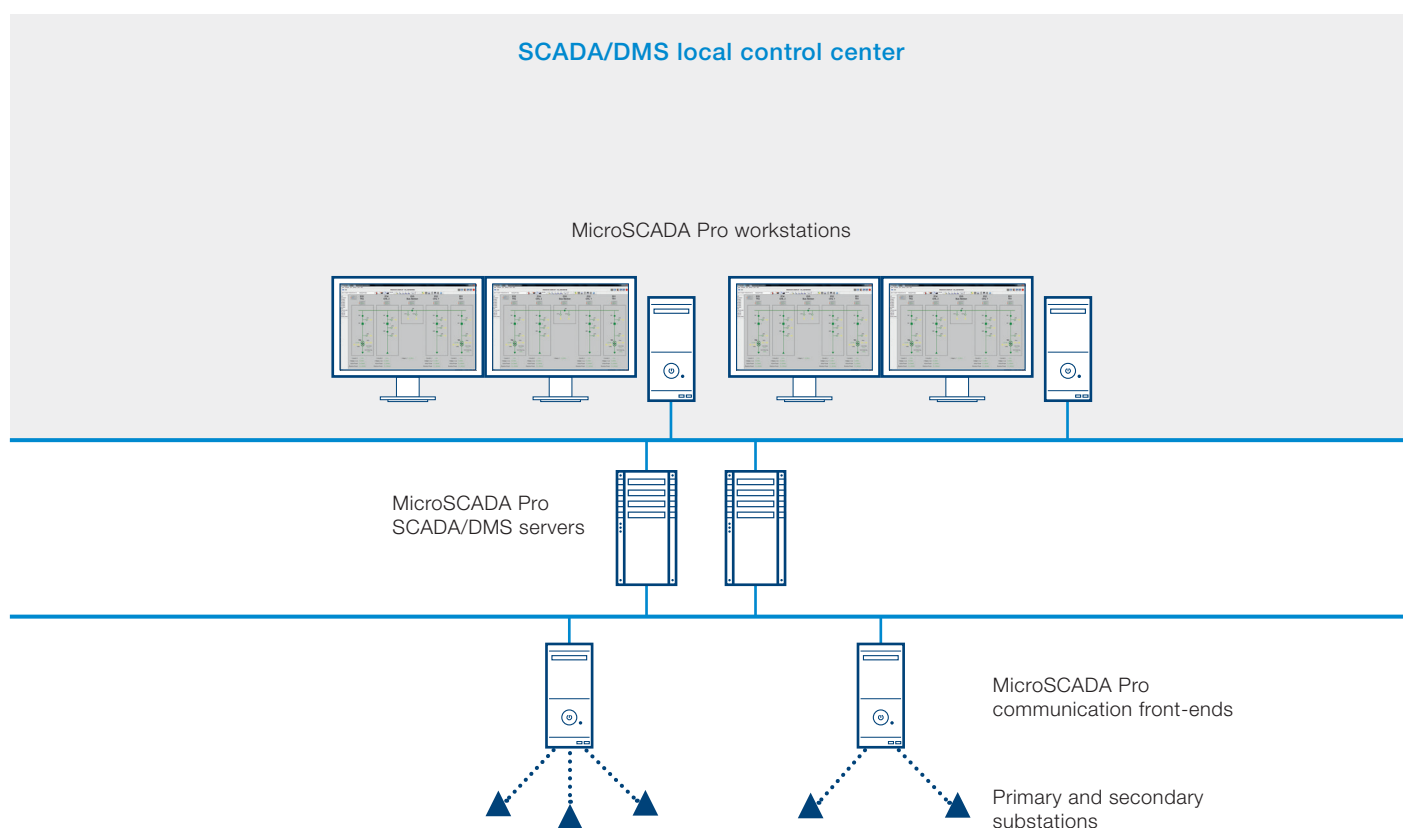 SCADA/DMS local control center
MicroSCADA Pro workstations
MicroSCADA Pro
SCADA/DMS servers
MicroSCADA Pro
communication front-ends
Primary and secondary
substations